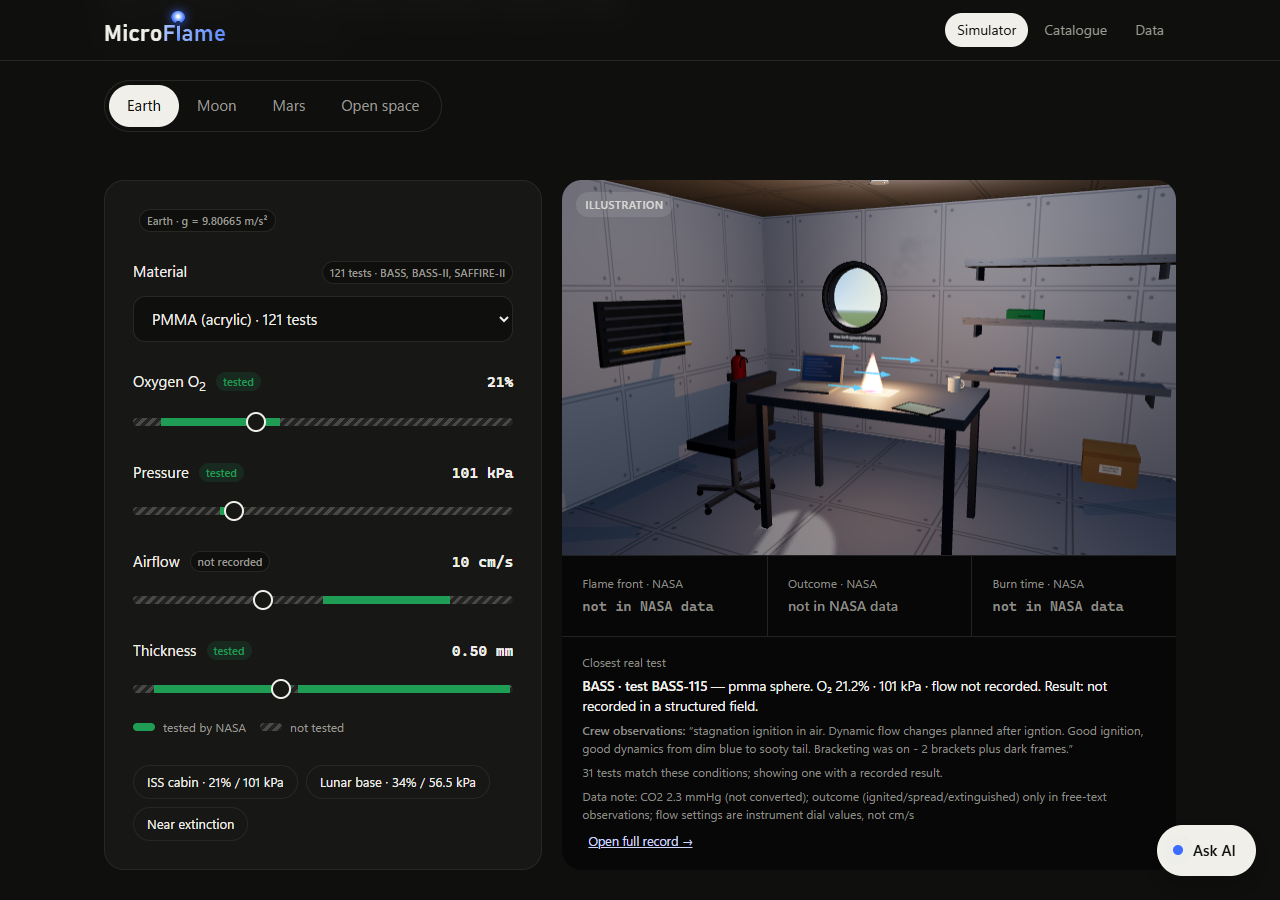 MicroFlame
Simulator
Catalogue
Data
Earth
Moon
Mars
Open space
Earth · g = 9.80665 m/s²
Material
121 tests · BASS, BASS-II, SAFFIRE-II
PMMA (acrylic) · 121 tests
Oxygen O₂
tested
21%
Pressure
tested
101 kPa
Airflow
not recorded
10 cm/s
Thickness
tested
0.50 mm
tested by NASA
not tested
ISS cabin · 21% / 101 kPa
Lunar base · 34% / 56.5 kPa
Near extinction
ILLUSTRATION
Flame front · NASA
not in NASA data
Outcome · NASA
not in NASA data
Burn time · NASA
not in NASA data
Closest real test
BASS · test BASS-115 — pmma sphere. O₂ 21.2% · 101 kPa · flow not recorded. Result: not
recorded in a structured field.
Crew observations: “stagnation ignition in air. Dynamic flow changes planned after igntion. Good ignition,
good dynamics from dim blue to sooty tail. Bracketing was on - 2 brackets plus dark frames.”
31 tests match these conditions; showing one with a recorded result.
Data note: CO2 2.3 mmHg (not converted); outcome (ignited/spread/extinguished) only in free-text
observations; flow settings are instrument dial values, not cm/s
Open full record →
Ask AI